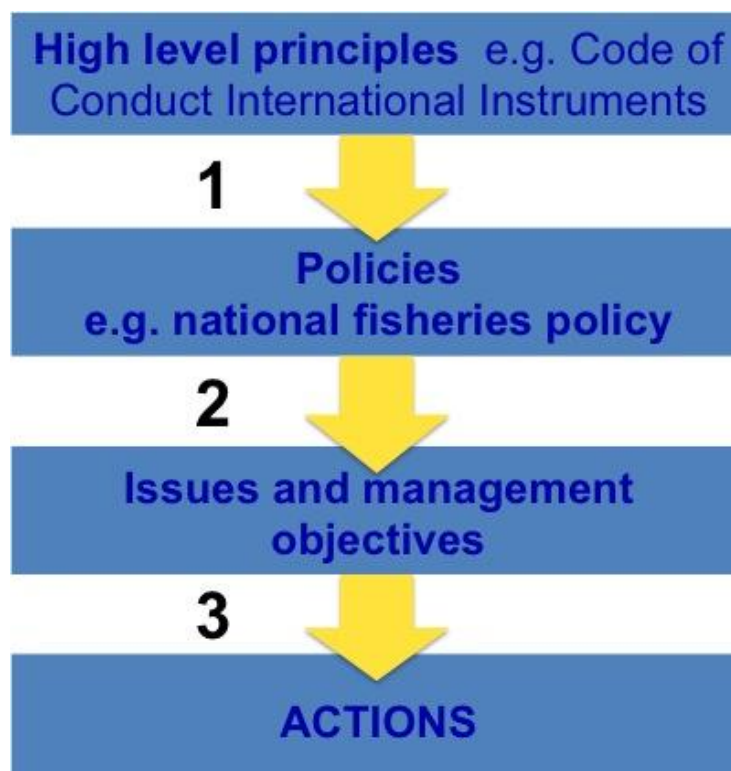 High level principles e.g. Code of
Conduct International Instruments
1
Policies
e.g. national fisheries policy
2
Issues and management
objectives
3
ACTIONS